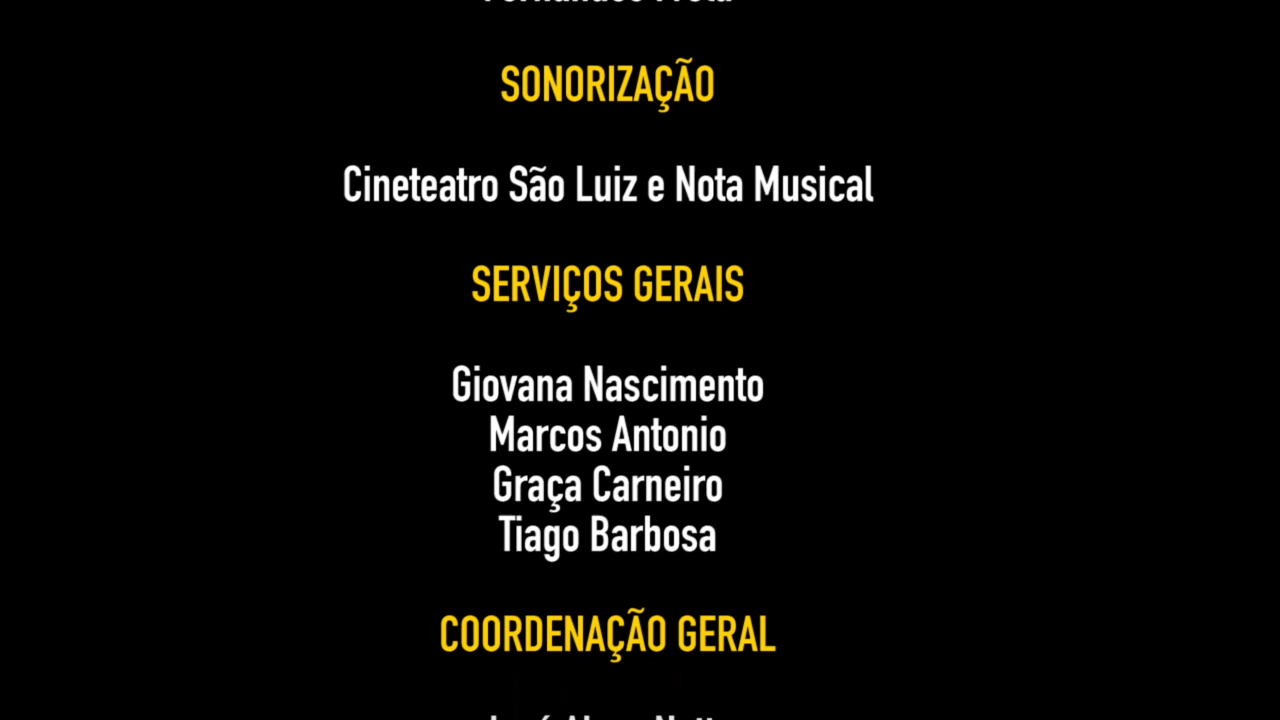 SONORIZAÇÃO
Cineteatro São Luiz e Nota Musical
SERVIÇOS GERAIS
Giovana Nascimento
Marcos Antonio
Graça Carneiro
Tiago Barbosa
COORDENAÇÃO GERAL